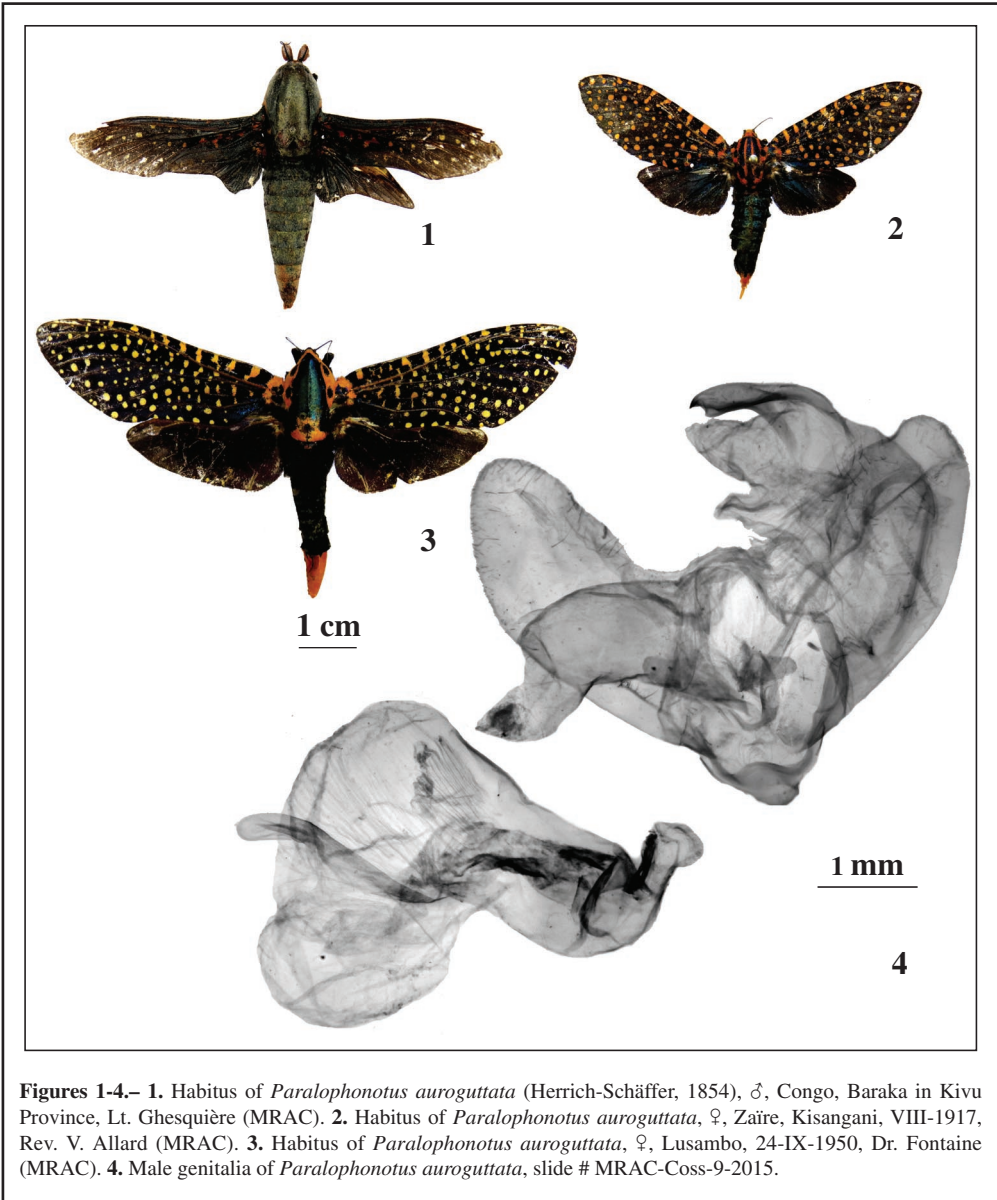 1
2
3
1 cm
1 mm
4
Figures 1-4.– 1. Habitus of Paralophonotus auroguttata (Herrich-Schäffer, 1854), ♂, Congo, Baraka in Kivu
Province, Lt. Ghesquière (MRAC). 2. Habitus of Paralophonotus auroguttata, ♀, Zaïre, Kisangani, VIII-1917,
Rev. V. Allard (MRAC). 3. Habitus of Paralophonotus auroguttata, ♀, Lusambo, 24-IX-1950, Dr. Fontaine
(MRAC). 4. Male genitalia of Paralophonotus auroguttata, slide # MRAC-Coss-9-2015.